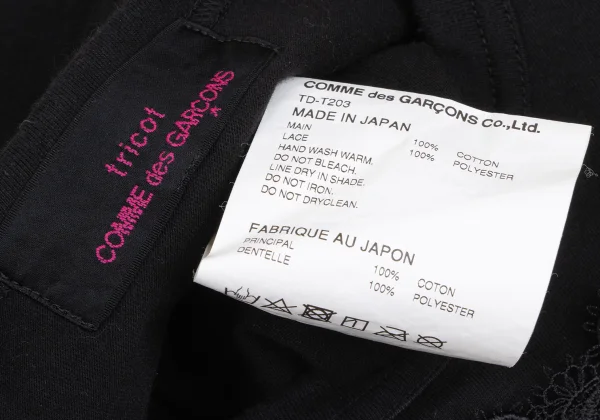 tricot
COMME des GARÇONS
COMME des GARÇONS Co.,Ltd.
TD-T203
MADE IN JAPAN
MAIN 100% COTTON
LACE 100% POLYESTER
HAND WASH WARM.
DO NOT BLEACH.
LINE DRY IN SHADE.
DO NOT IRON.
DO NOT DRYCLEAN.
FABRIQUE AU JAPON
PRINCIPAL 100% COTON
DENTELLE 100% POLYESTER